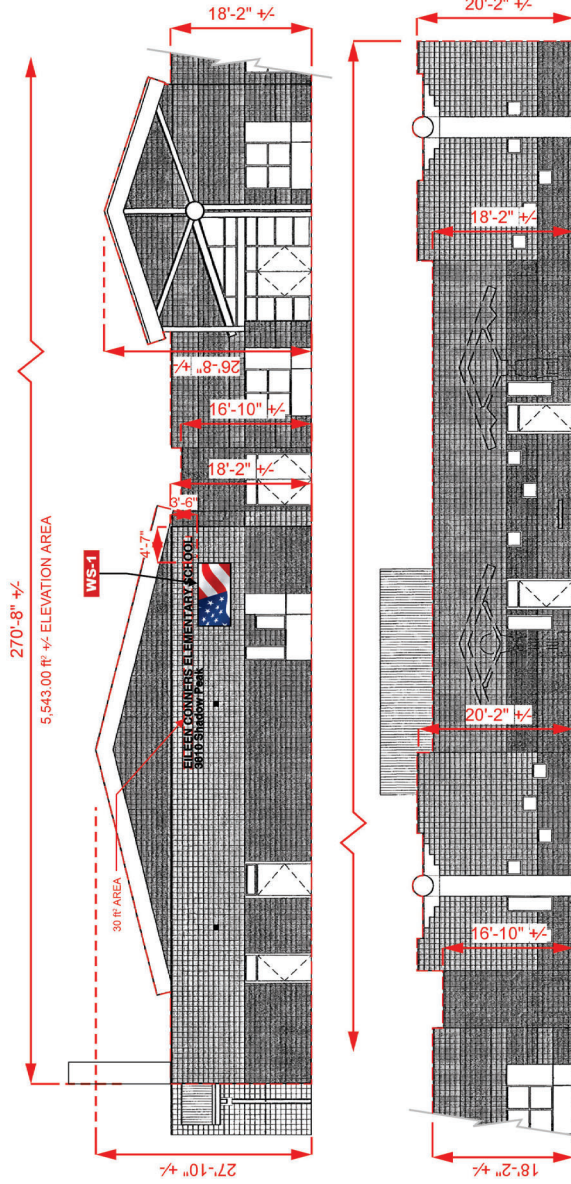 18'-2" +/-
270'-8" +/-
5,543.00 ft² +/- ELEVATION AREA
26'-8" +/-
16'-10" +/-
18'-2" +/-
3'-6"
4'-7"
WS-1
EILEEN CONNERS ELEMENTARY SCHOOL
3810 Shadow Peak
30 ft² AREA
27'-10" +/-
20'-2" +/-
18'-2" +/-
20'-2" +/-
16'-10" +/-
18'-2" +/-